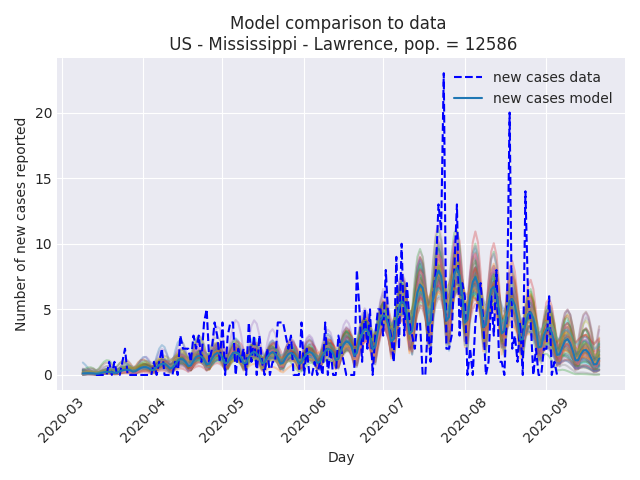 Model comparison to data
US - Mississippi - Lawrence, pop. = 12586
new cases data
new cases model
Number of new cases reported
20
15
10
5
0
2020-03
2020-04
2020-05
2020-06
2020-07
2020-08
2020-09
Day